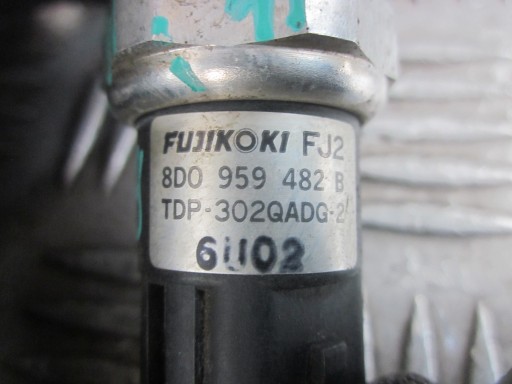 FUJIKOKI FJ2
8D0 959 482 B
TDP-302QADG-2
6U02